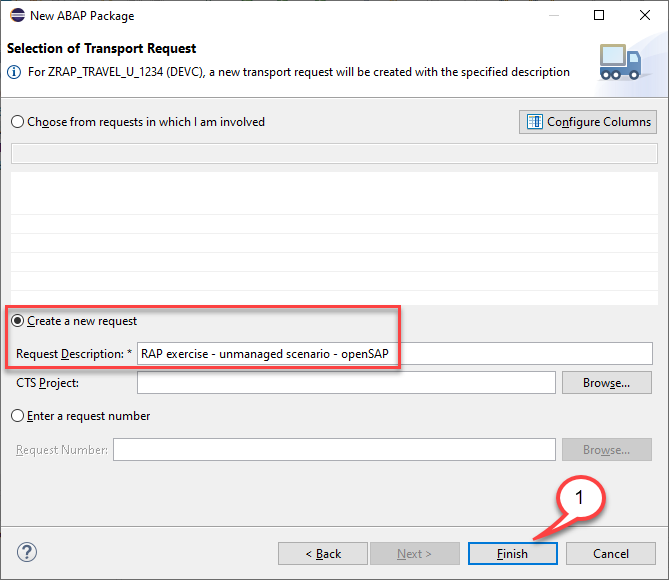 New ABAP Package
Selection of Transport Request
For ZRAP_TRAVEL_U_1234 (DEVC), a new transport request will be created with the specified description
Choose from requests in which I am involved
Configure Columns
Create a new request
Request Description: * RAP exercise - unmanaged scenario - openSAP
CTS Project:
Browse...
Enter a request number
Request Number:
Browse...
1
? < Back Next > Finish Cancel